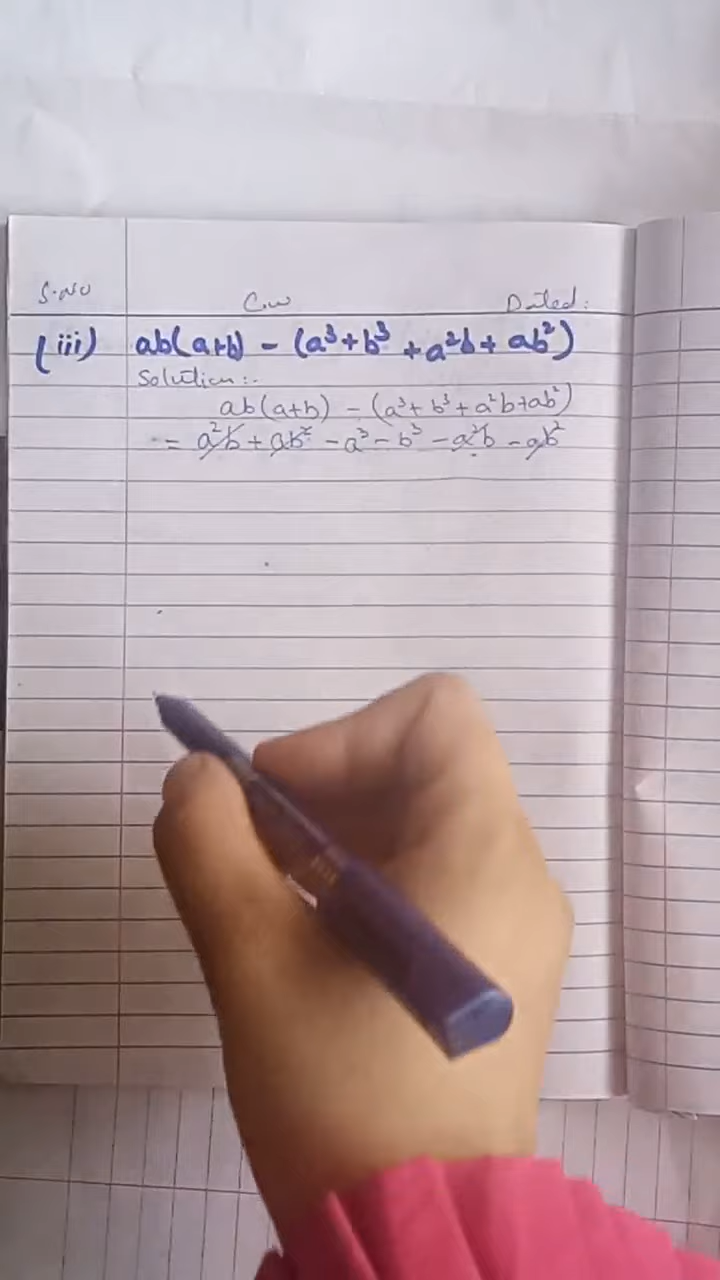 S.No C.w Dated:
(iii) ab(a+b) - (a³+b³ +a²b+ ab²)
Solution:-
ab(a+b) - (a³+b³+a²b+ab²)
= a²b + ab² - a³ - b³ - a²b - ab²